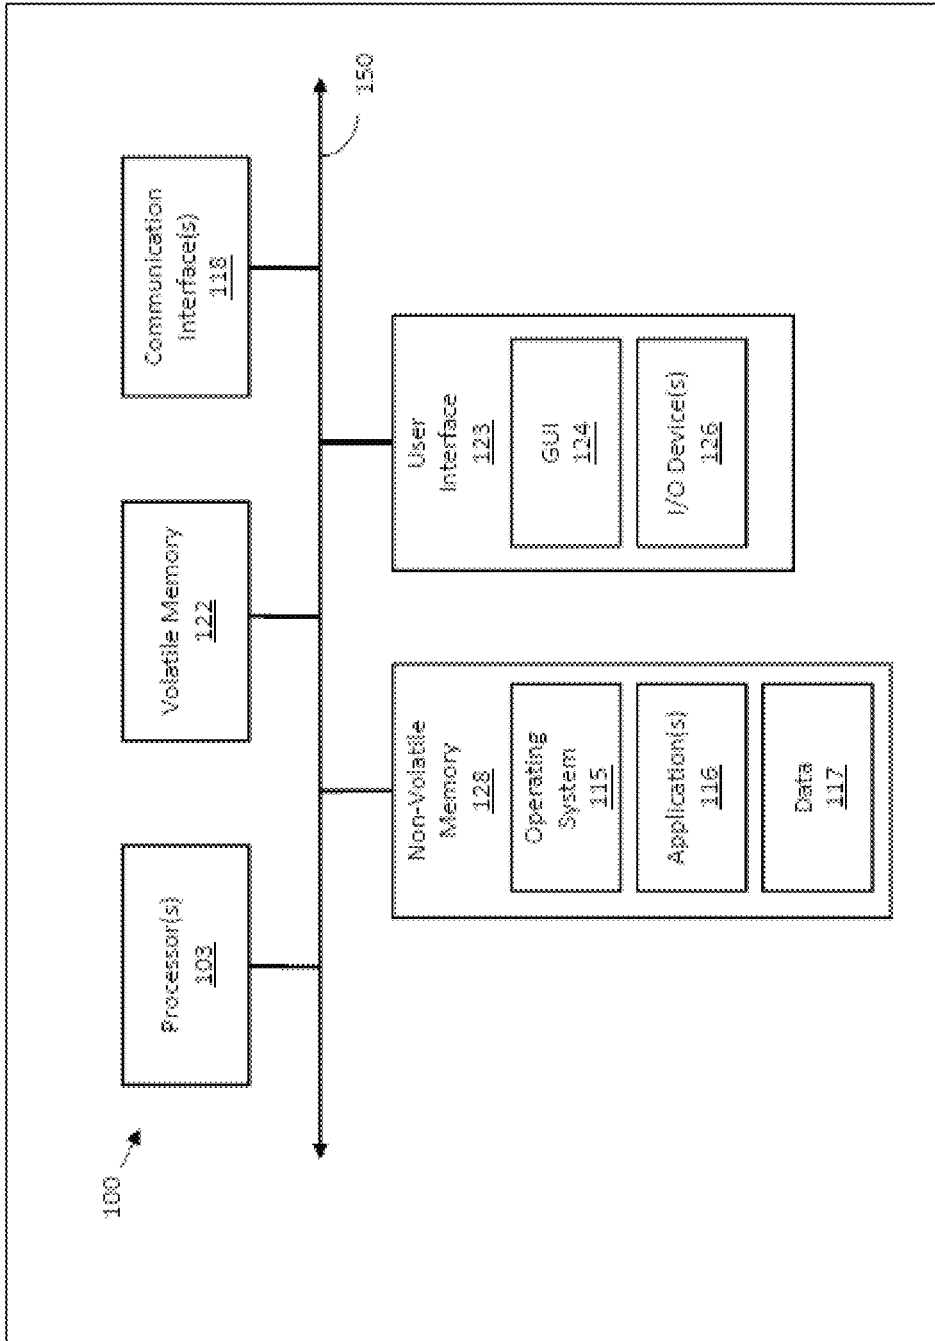 100
Processor(s)
103
Volatile Memory
122
Communication
Interface(s)
118
150
Non-Volatile
Memory
128
Operating
System
115
Application(s)
116
Data
117
User
Interface
123
GUI
124
I/O Device(s)
126